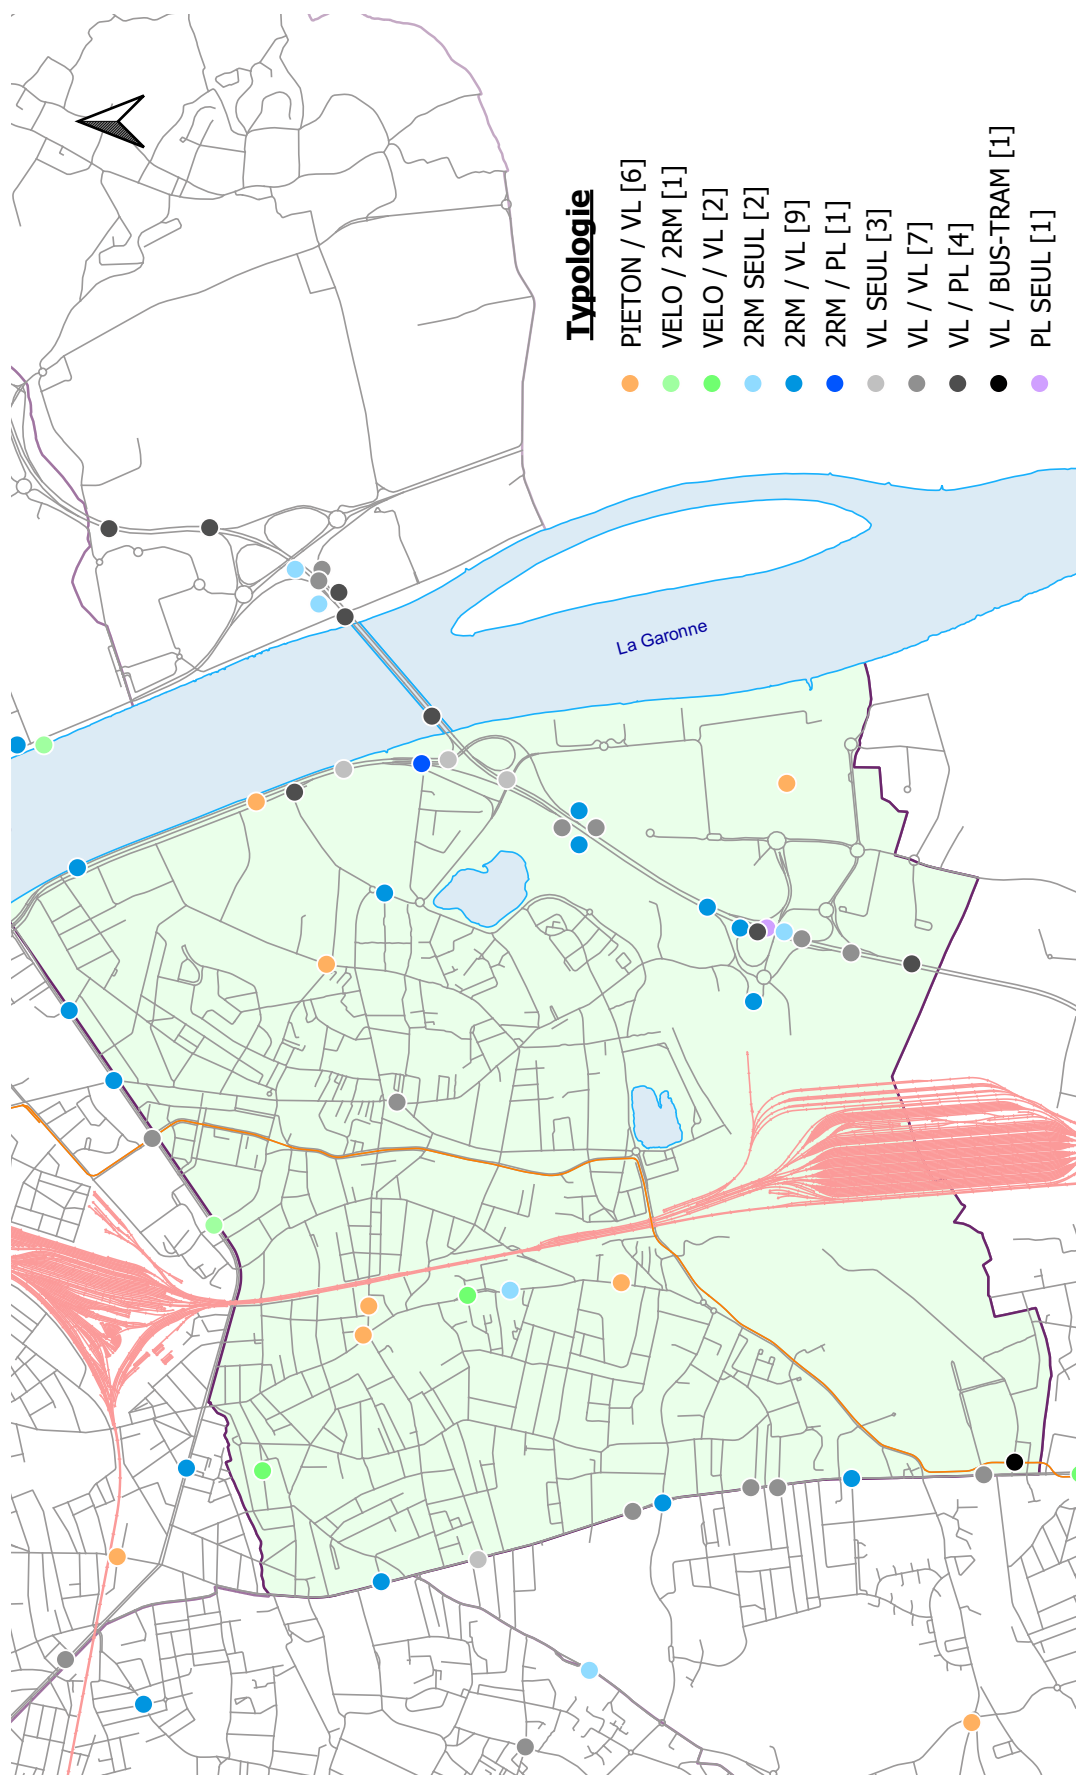 Typologie
PIETON / VL [6]
VELO / 2RM [1]
VELO / VL [2]
2RM SEUL [2]
2RM / VL [9]
2RM / PL [1]
VL SEUL [3]
VL / VL [7]
VL / PL [4]
VL / BUS-TRAM [1]
PL SEUL [1]
La Garonne